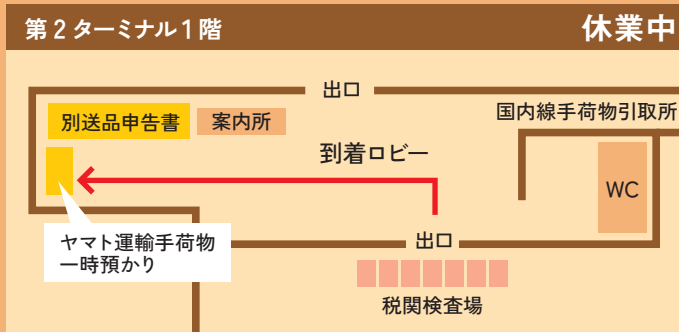 第2ターミナル1階
休業中
出口
別送品申告書
案内所
国内線手荷物引取所
到着ロビー
WC
ヤマト運輸手荷物
一時預かり
出口
税関検査場